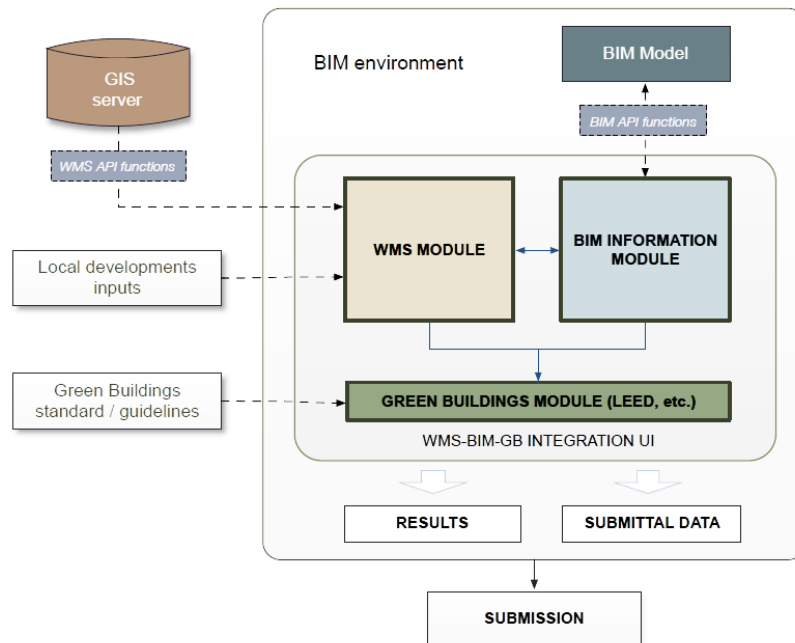 BIM environment
BIM Model
GIS
server
BIM API functions
WMS API functions
WMS MODULE
BIM INFORMATION
MODULE
Local developments
inputs
Green Buildings
standard / guidelines
GREEN BUILDINGS MODULE (LEED, etc.)
WMS-BIM-GB INTEGRATION UI
RESULTS
SUBMITTAL DATA
SUBMISSION